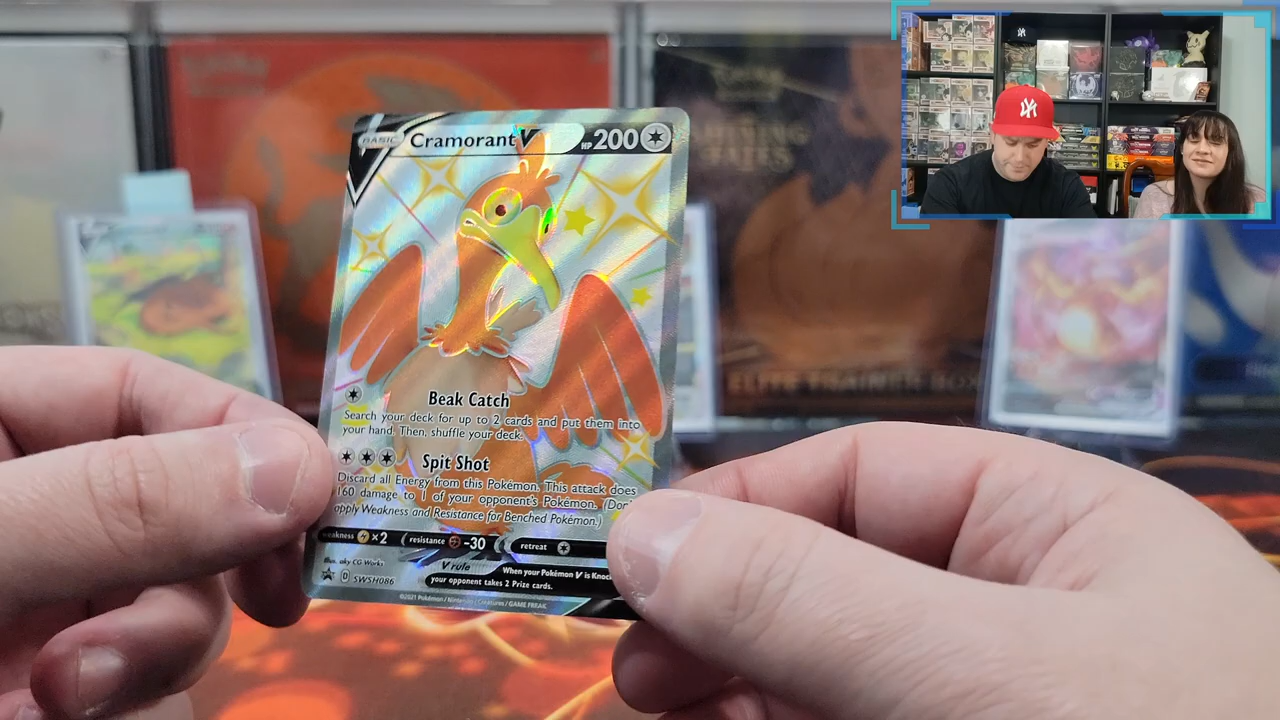 BASIC Cramorant V HP 200
Beak Catch
Search your deck for up to 2 cards and put them into
your hand. Then, shuffle your deck.
Spit Shot
Discard all Energy from this Pokémon. This attack does
160 damage to 1 of your opponent's Pokémon. (Don't
apply Weakness and Resistance for Benched Pokémon.)
weakness ×2 resistance -30 retreat
Illus. aky CG Works
V rule When your Pokémon V is Knoc
D SWSH086 your opponent takes 2 Prize cards.
©2021 Pokémon / Nintendo / Creatures / GAME FREAK
ELITE TRAINER BOX
NY